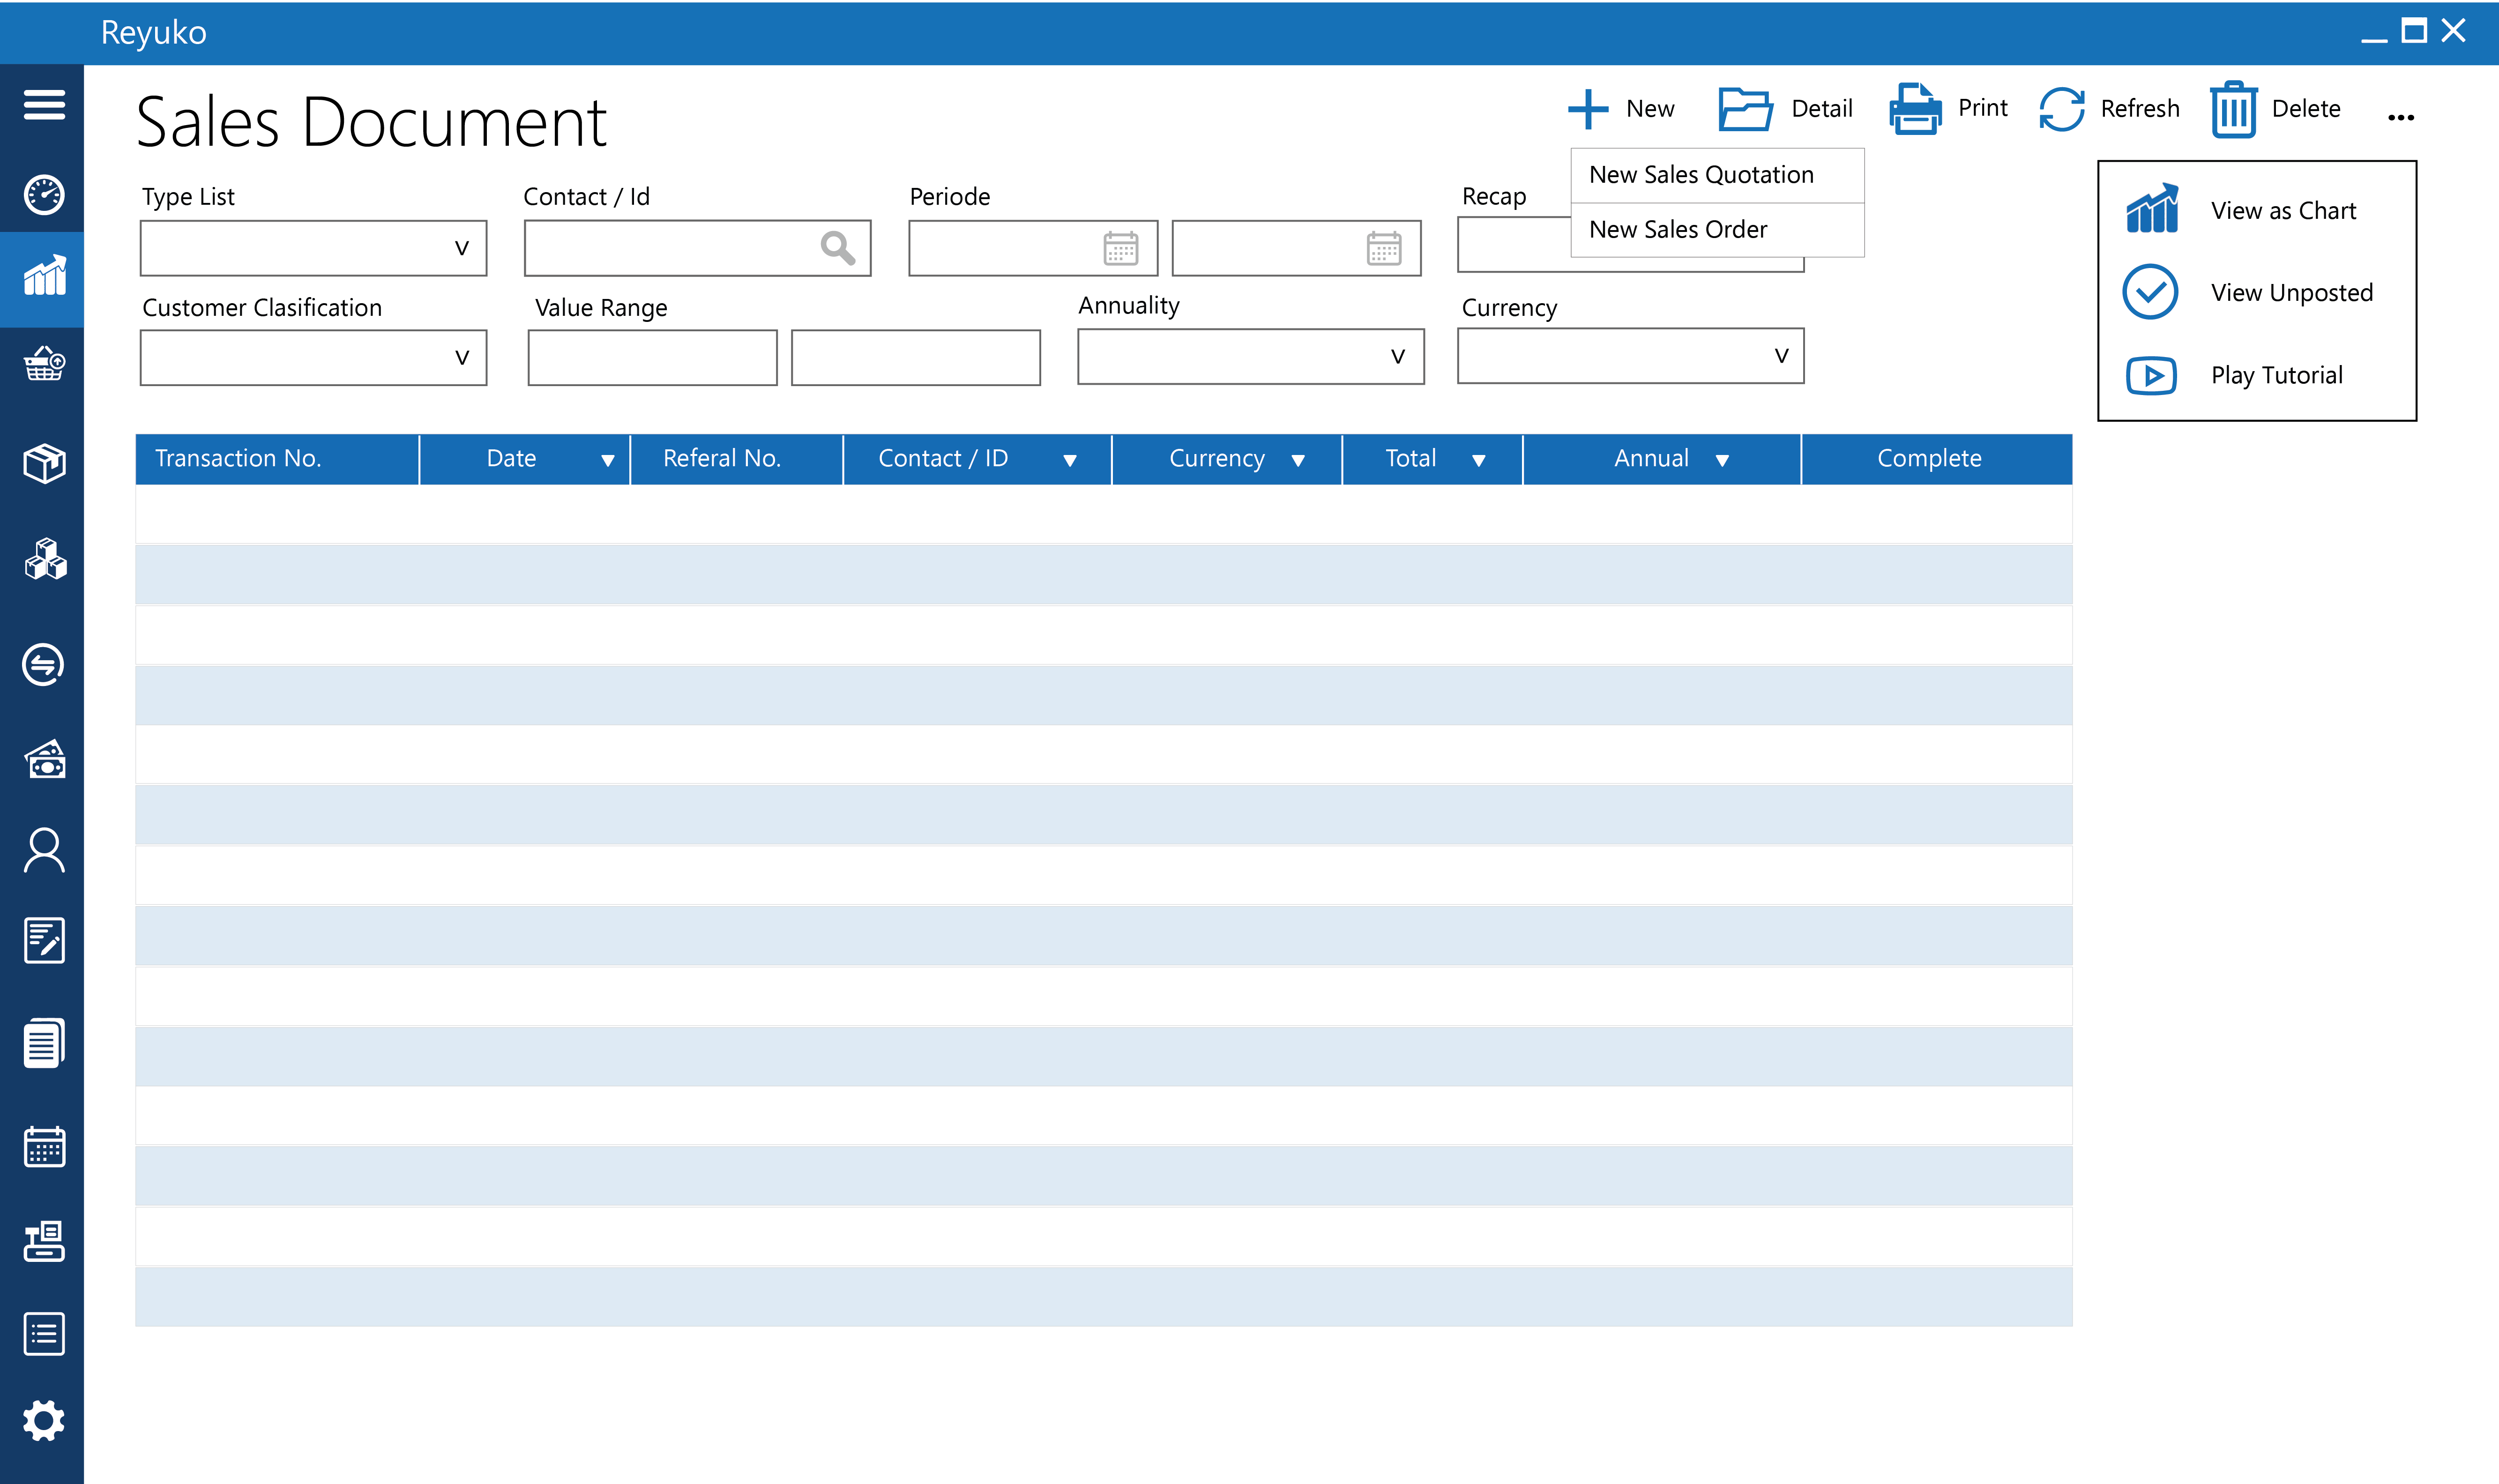 Reyuko
Sales Document
New
Detail
Print
Refresh
Delete
...
New Sales Quotation
New Sales Order
View as Chart
View Unposted
Play Tutorial
Type List
Contact / Id
Periode
Recap
Customer Clasification
Value Range
Annuality
Currency
Transaction No.
Date
Referal No.
Contact / ID
Currency
Total
Annual
Complete